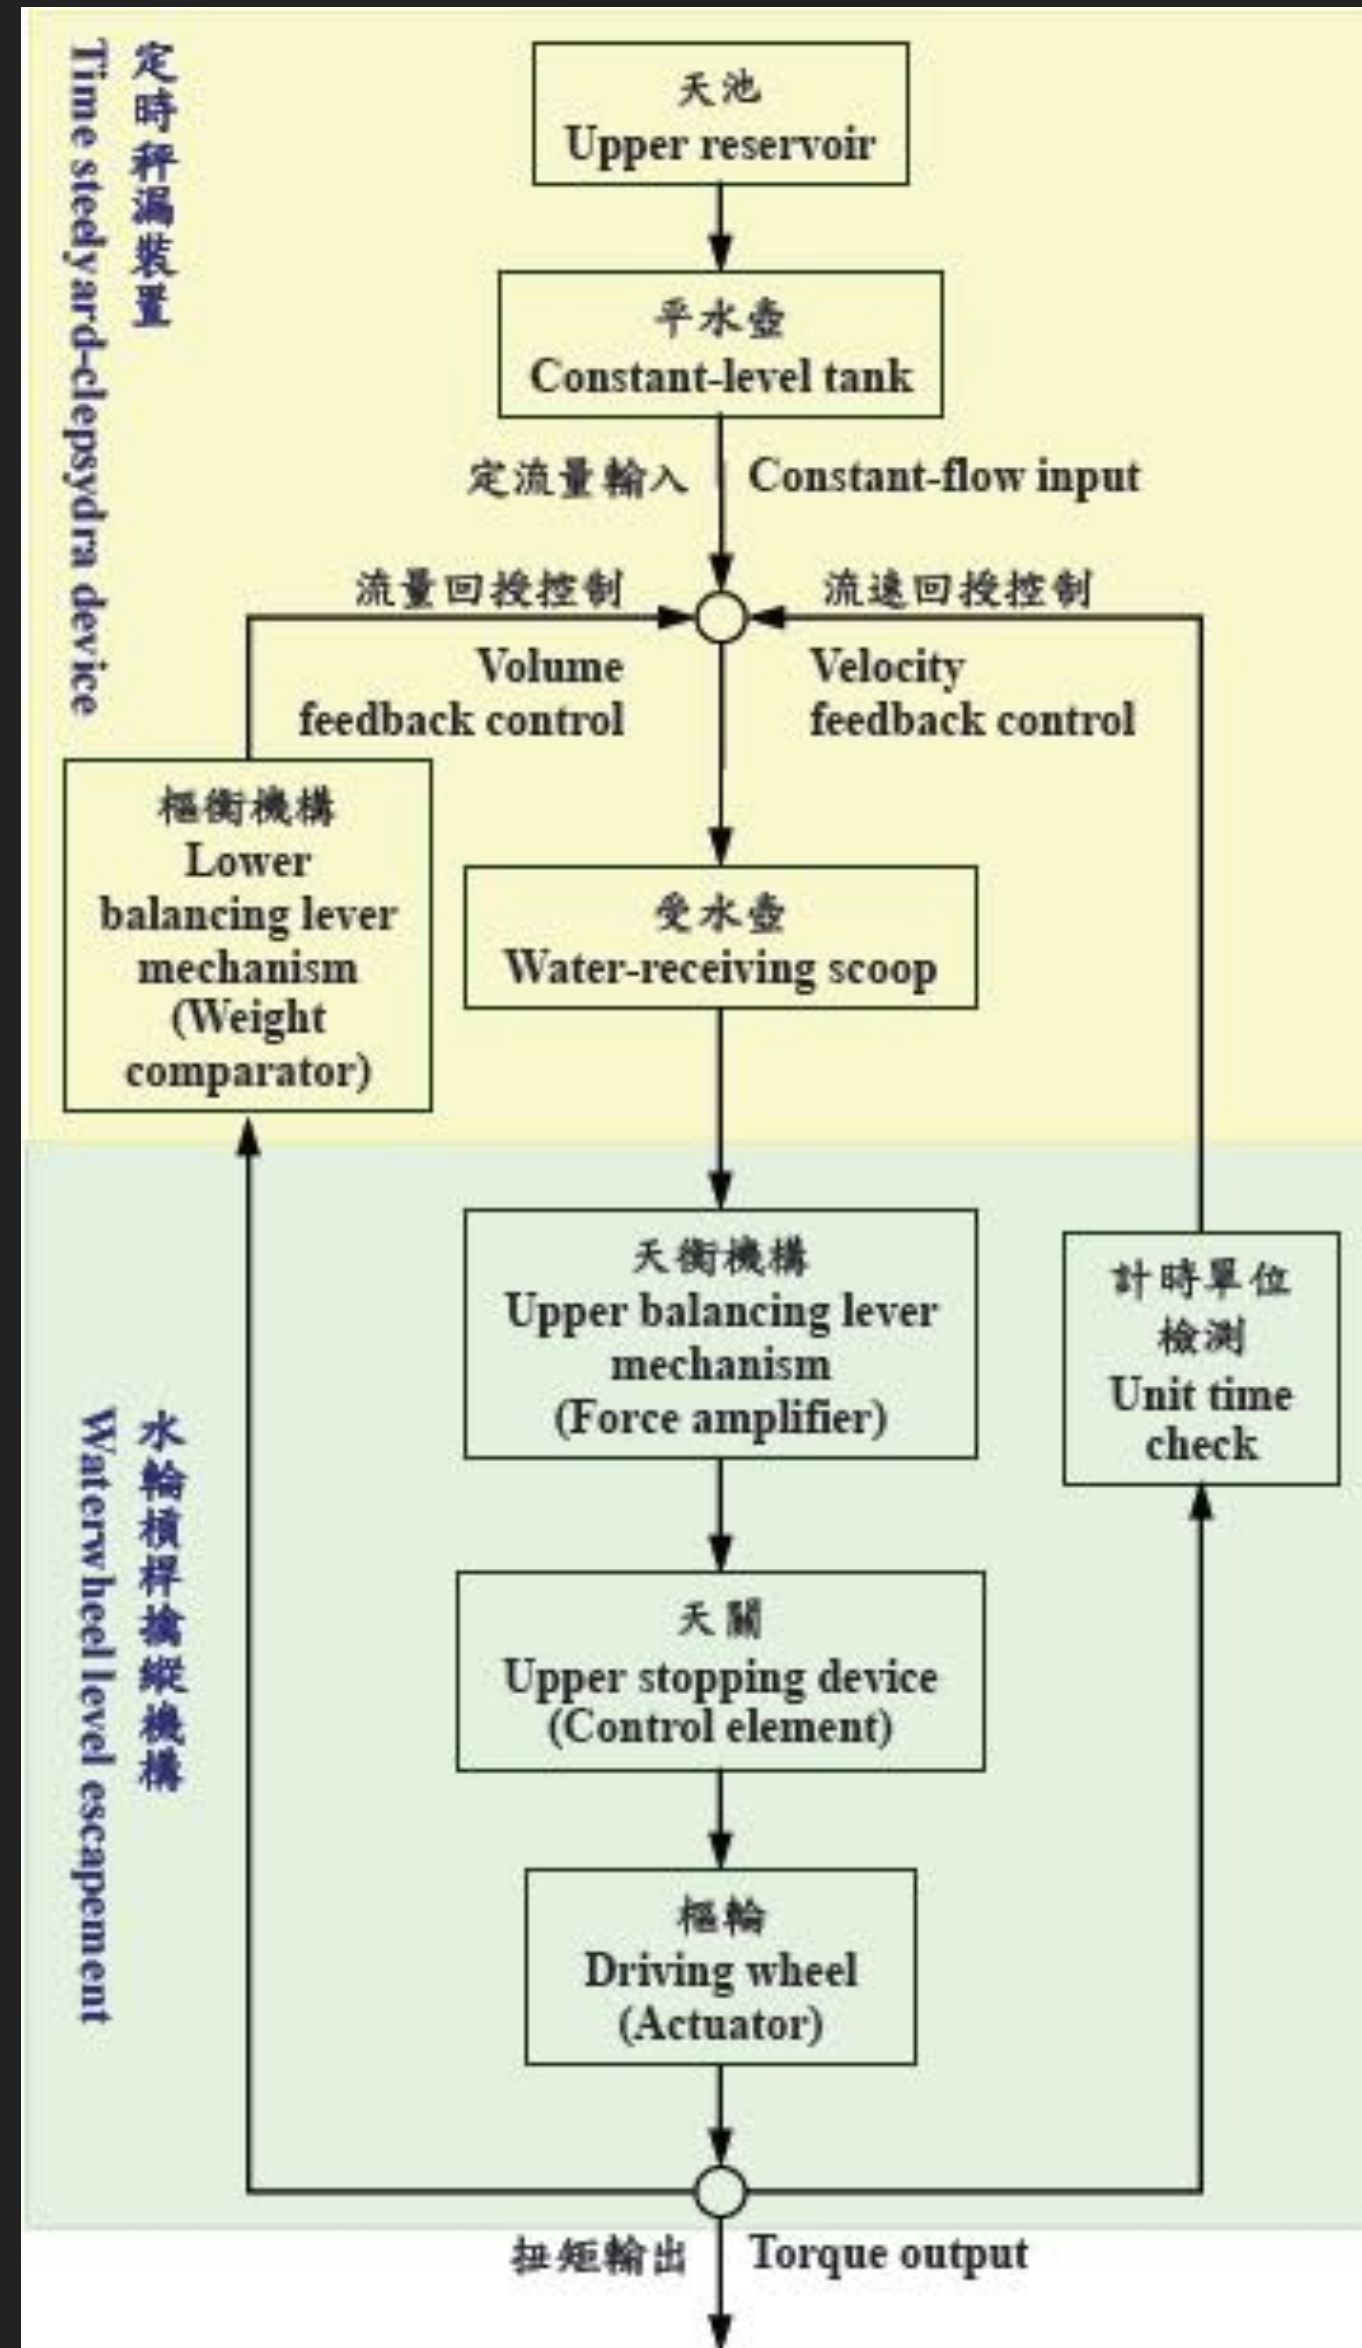 定時秤漏裝置
Time steelyard-clepsydra device
天池
Upper reservoir
平水壺
Constant-level tank
定流量輸入 Constant-flow input
流量回授控制
Volume
feedback control
流速回授控制
Velocity
feedback control
樞衡機構
Lower
balancing lever
mechanism
(Weight
comparator)
受水壺
Water-receiving scoop
水輪槓桿擒縱機構
Waterwheel level escapement
天衡機構
Upper balancing lever
mechanism
(Force amplifier)
計時單位
檢測
Unit time
check
天關
Upper stopping device
(Control element)
樞輪
Driving wheel
(Actuator)
扭矩輸出 Torque output